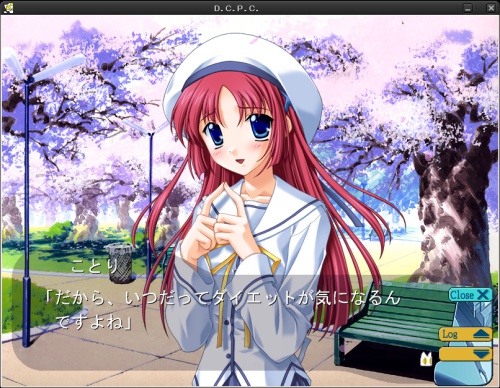 D.C.P.C.
ことり
「だから、いつだってダイエットが気になるん
ですよね」
Close
Log